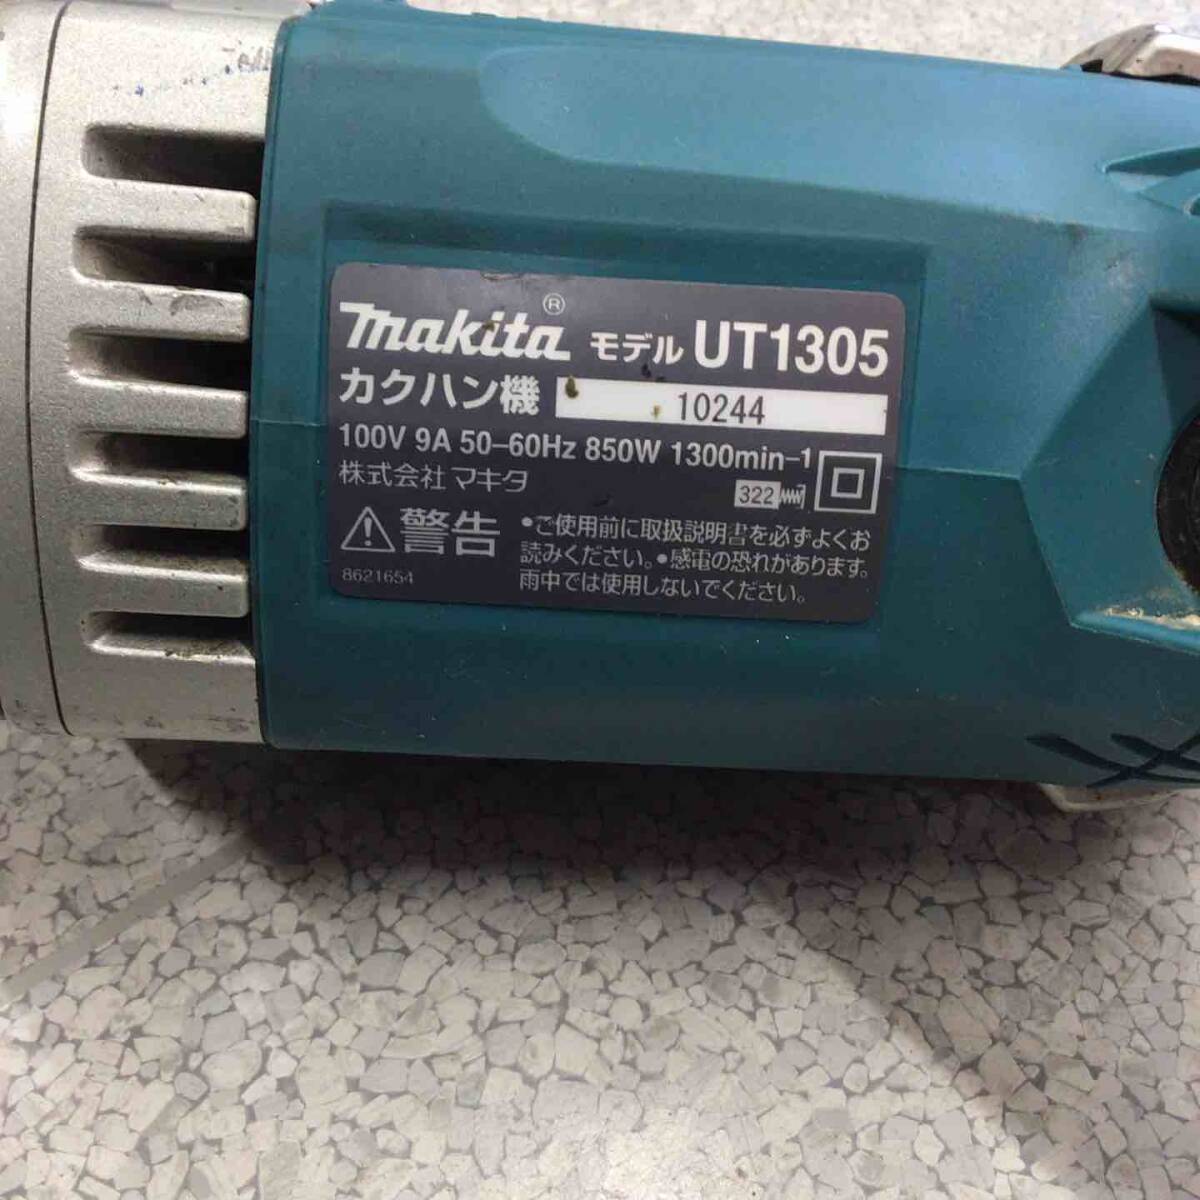 makita® モデル UT1305
カクハン機 10244
100V 9A 50-60Hz 850W 1300min-1
株式会社 マキタ 322
警告 •ご使用前に取扱説明書を必ずよくお
読みください。•感電の恐れがあります。
8621654 雨中では使用しないでください。